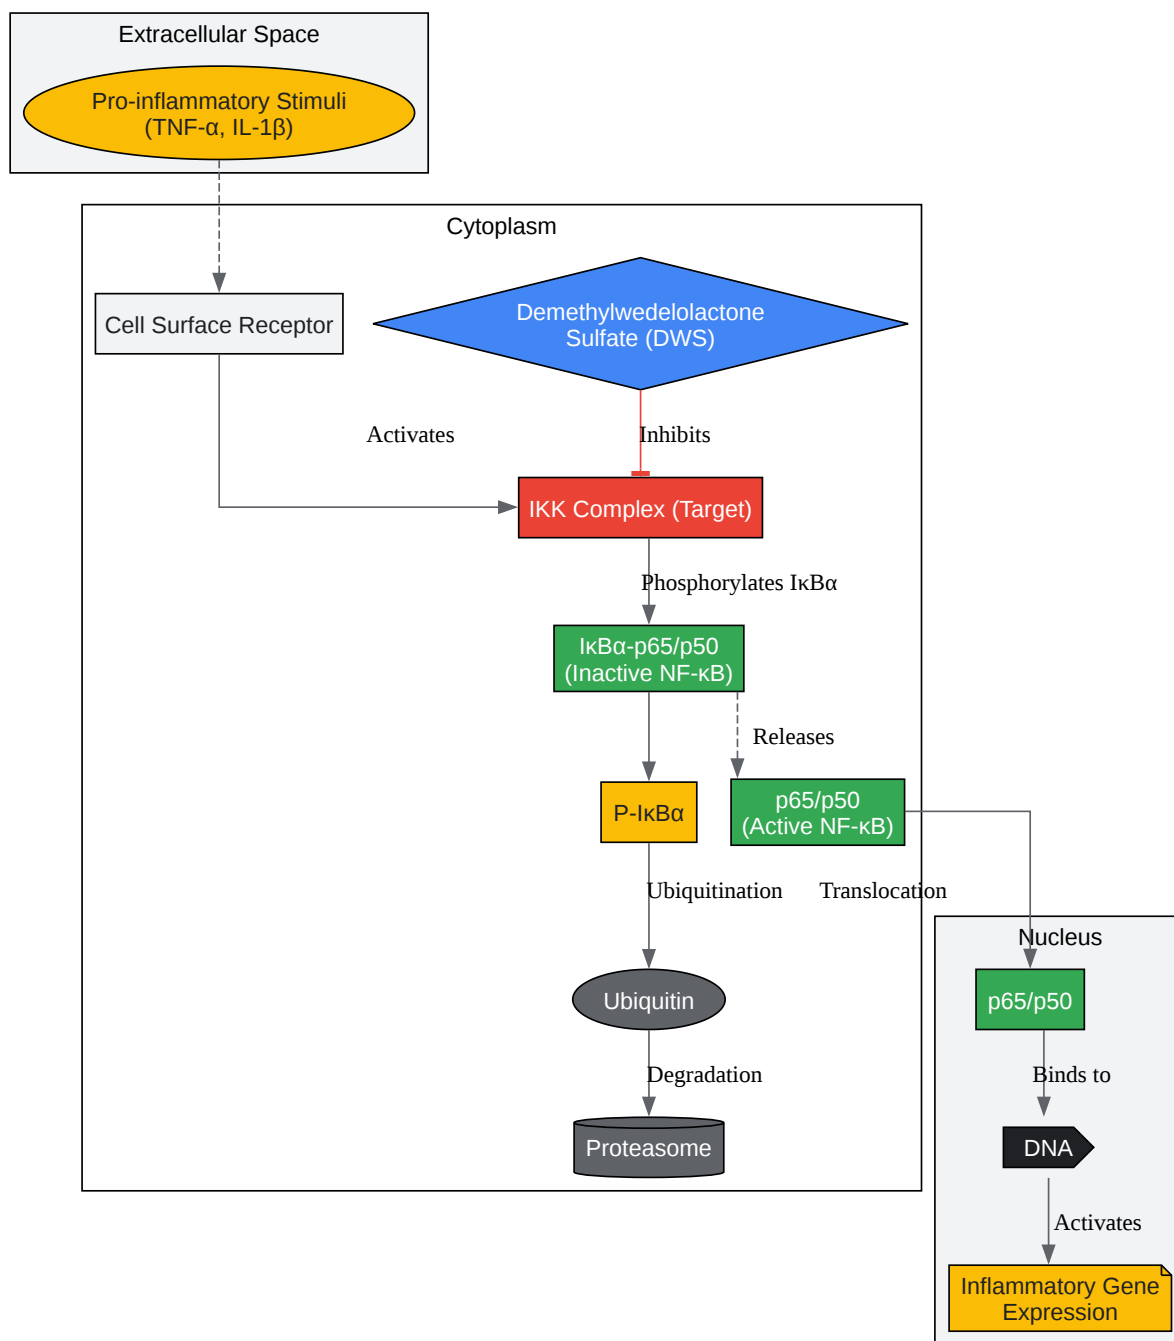 Extracellular Space
Pro-inflammatory Stimuli
(TNF-α, IL-1β)
Cytoplasm
Cell Surface Receptor
Demethylwedelolactone
Sulfate (DWS)
Activates
Inhibits
IKK Complex (Target)
Phosphorylates IκBα
IκBα-p65/p50
(Inactive NF-κB)
Releases
P-IκBα
p65/p50
(Active NF-κB)
Ubiquitination
Translocation
Nucleus
Ubiquitin
p65/p50
Degradation
Binds to
Proteasome
DNA
Activates
Inflammatory Gene
Expression